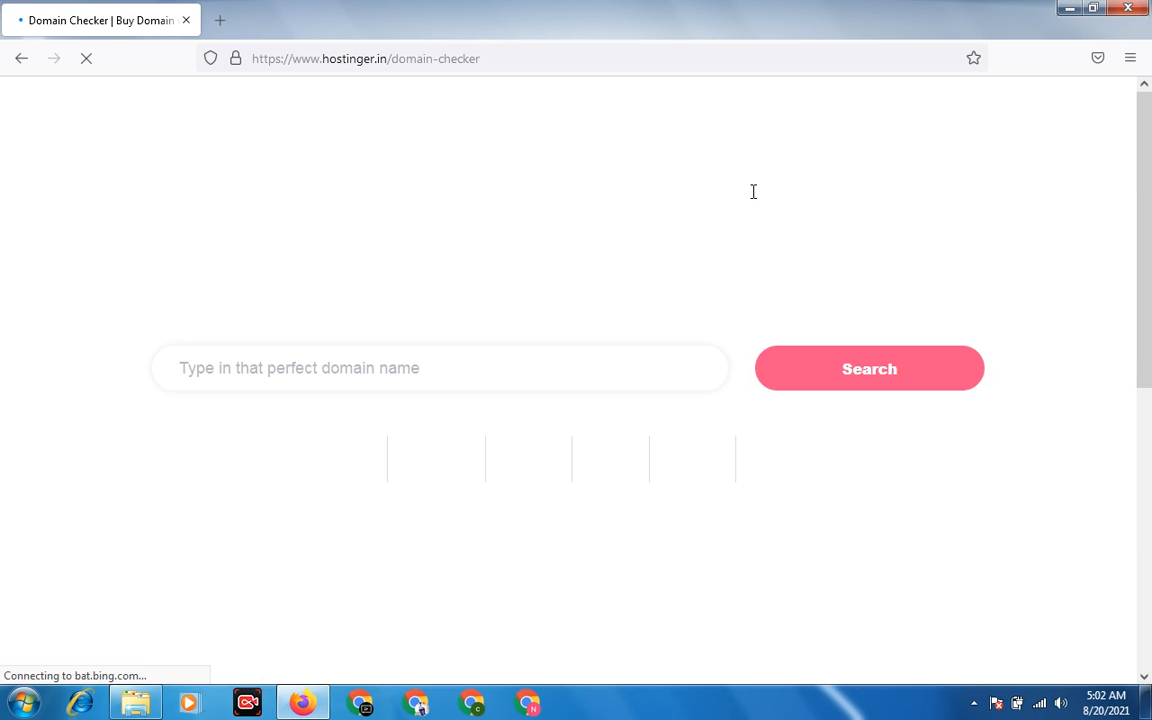 Domain Checker | Buy Domain
https://www.hostinger.in/domain-checker
Type in that perfect domain name
Search
Connecting to bat.bing.com...
5:02 AM
8/20/2021